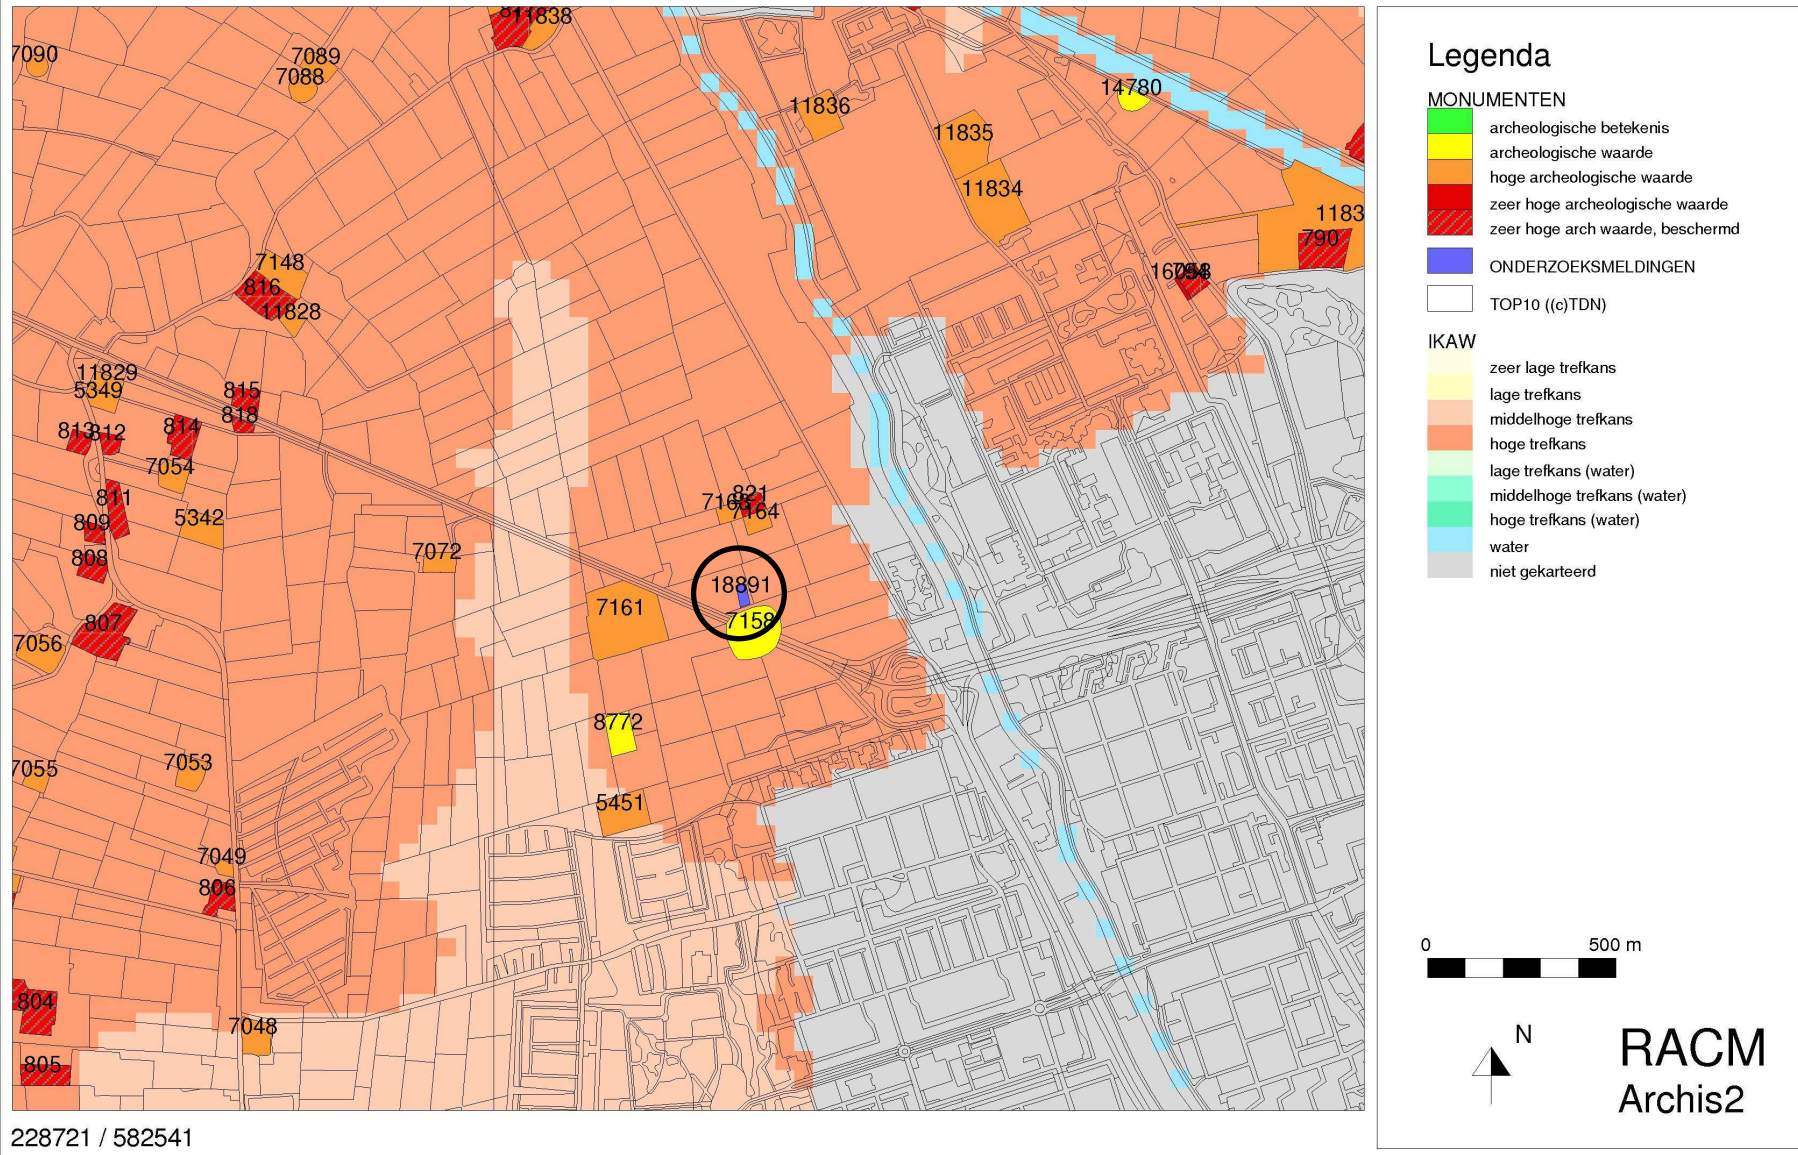 11838
7090
7089
7088
11836
14780
11835
11834
1183
790
7148
816
11828
11829
5349
815
818
813
812
814
7054
811
809
5342
808
7072
821
7164
18891
7161
7158
807
7056
8772
7055
7053
5451
7049
806
804
7048
805
228721 / 582541
Legenda
MONUMENTEN
archeologische betekenis
archeologische waarde
hoge archeologische waarde
zeer hoge archeologische waarde
zeer hoge arch waarde, beschermd
ONDERZOEKSMELDINGEN
TOP10 ((c)TDN)
IKAW
zeer lage trefkans
lage trefkans
middelhoge trefkans
hoge trefkans
lage trefkans (water)
middelhoge trefkans (water)
hoge trefkans (water)
water
niet gekarteerd
0 500 m
N
RACM
Archis2